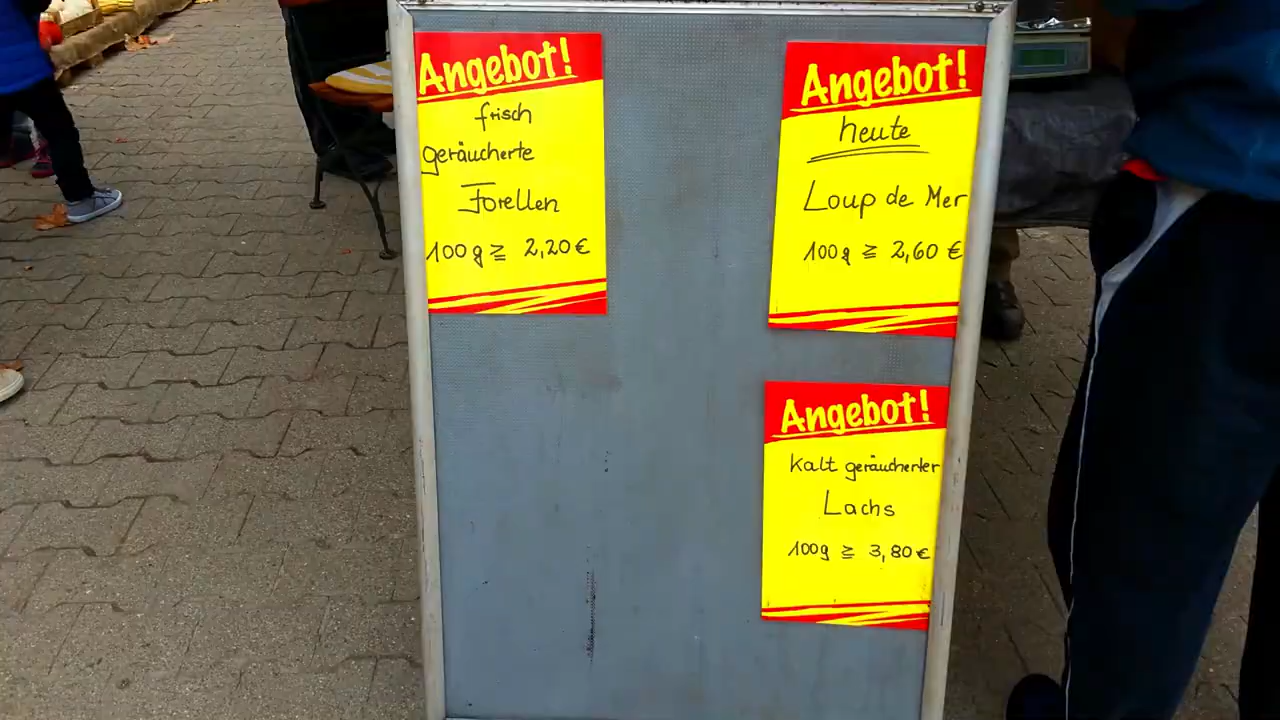 Angebot!
frisch
geräucherte
Forellen
100g ≧ 2,20€
Angebot!
heute
Loup de Mer
100g ≧ 2,60 €
Angebot!
Kalt geräucherter
Lachs
100g ≧ 3,80€